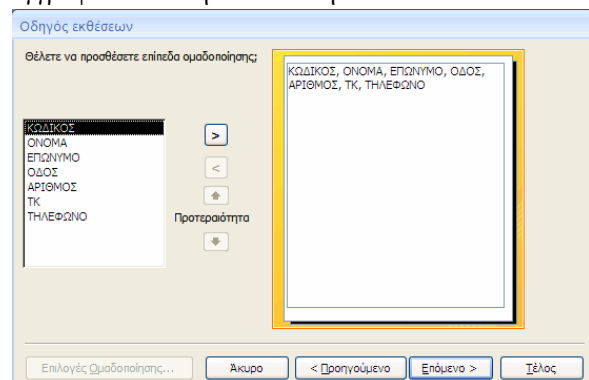 Οδηγός εκθέσεων
Θέλετε να προσθέσετε επίπεδα ομαδοποίησης;
ΚΩΔΙΚΟΣ, ΟΝΟΜΑ, ΕΠΩΝΥΜΟ, ΟΔΟΣ,
ΑΡΙΘΜΟΣ, ΤΚ, ΤΗΛΕΦΩΝΟ
ΚΩΔΙΚΟΣ
ΟΝΟΜΑ
ΕΠΩΝΥΜΟ
ΟΔΟΣ
ΑΡΙΘΜΟΣ
ΤΚ
ΤΗΛΕΦΩΝΟ
>
<
Προτεραιότητα
Επιλογές Ομαδοποίησης...
Άκυρο
< Προηγούμενο
Επόμενο >
Τέλος